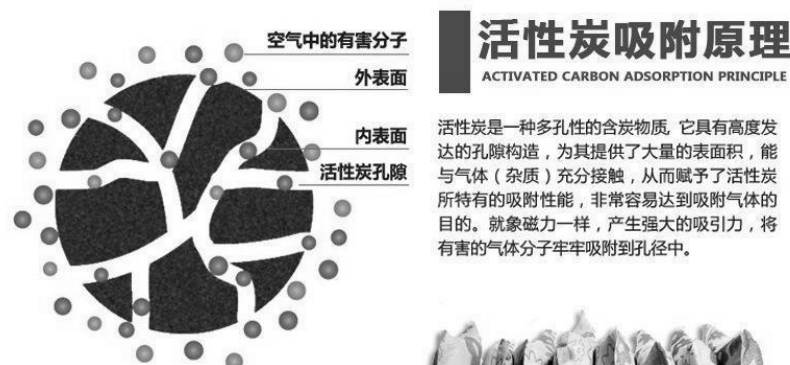 空气中的有害分子
外表面
内表面
活性炭孔隙
活性炭吸附原理
ACTIVATED CARBON ADSORPTION PRINCIPLE
活性炭是一种多孔性的含炭物质, 它具有高度发
达的孔隙构造，为其提供了大量的表面积，能
与气体（杂质）充分接触，从而赋予了活性炭
所特有的吸附性能，非常容易达到吸附气体的
目的。就象磁力一样，产生强大的吸引力，将
有害的气体分子牢牢吸附到孔径中。